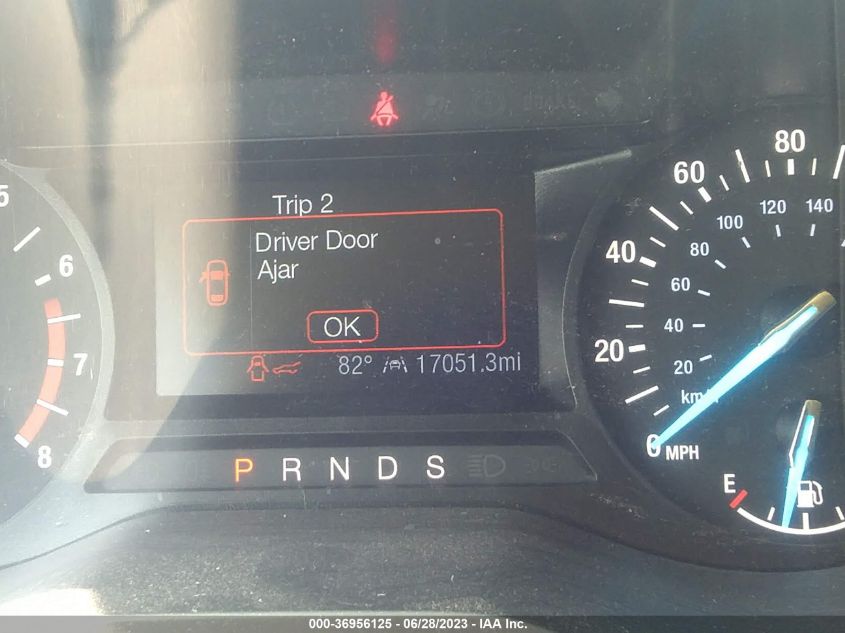 Trip 2
Driver Door
Ajar
OK
82° 17051.3mi
P R N D S
5
6
7
8
0 20 40 60 80
MPH
20 40 60 80 100 120 140
km/h
E
000-36956125 - 06/28/2023 - IAA Inc.